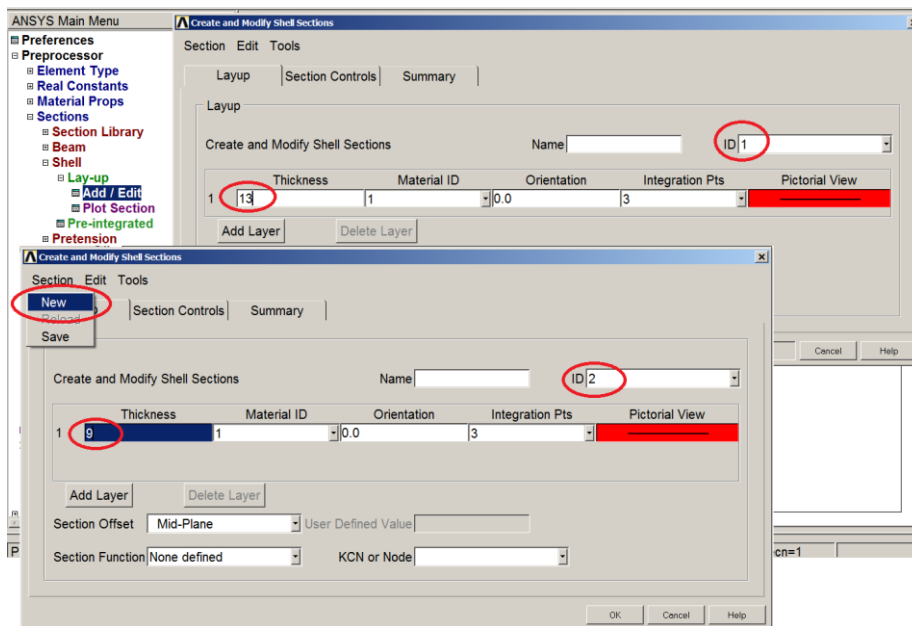 ANSYS Main Menu
Preferences
Preprocessor
Element Type
Real Constants
Material Props
Sections
Section Library
Beam
Shell
Lay-up
Add / Edit
Plot Section
Pre-integrated
Pretension
Create and Modify Shell Sections
Section Edit Tools
Layup Section Controls Summary
Layup
Create and Modify Shell Sections Name ID 1
Thickness Material ID Orientation Integration Pts Pictorial View
1 13 1 0.0 3
Add Layer Delete Layer
Cancel Help
Create and Modify Shell Sections
Section Edit Tools
New
Reload
Save
Section Controls Summary
Create and Modify Shell Sections Name ID 2
Thickness Material ID Orientation Integration Pts Pictorial View
1 9 1 0.0 3
Add Layer Delete Layer
Section Offset Mid-Plane User Defined Value
Section Function None defined KCN or Node
OK Cancel Help
P
cn=1